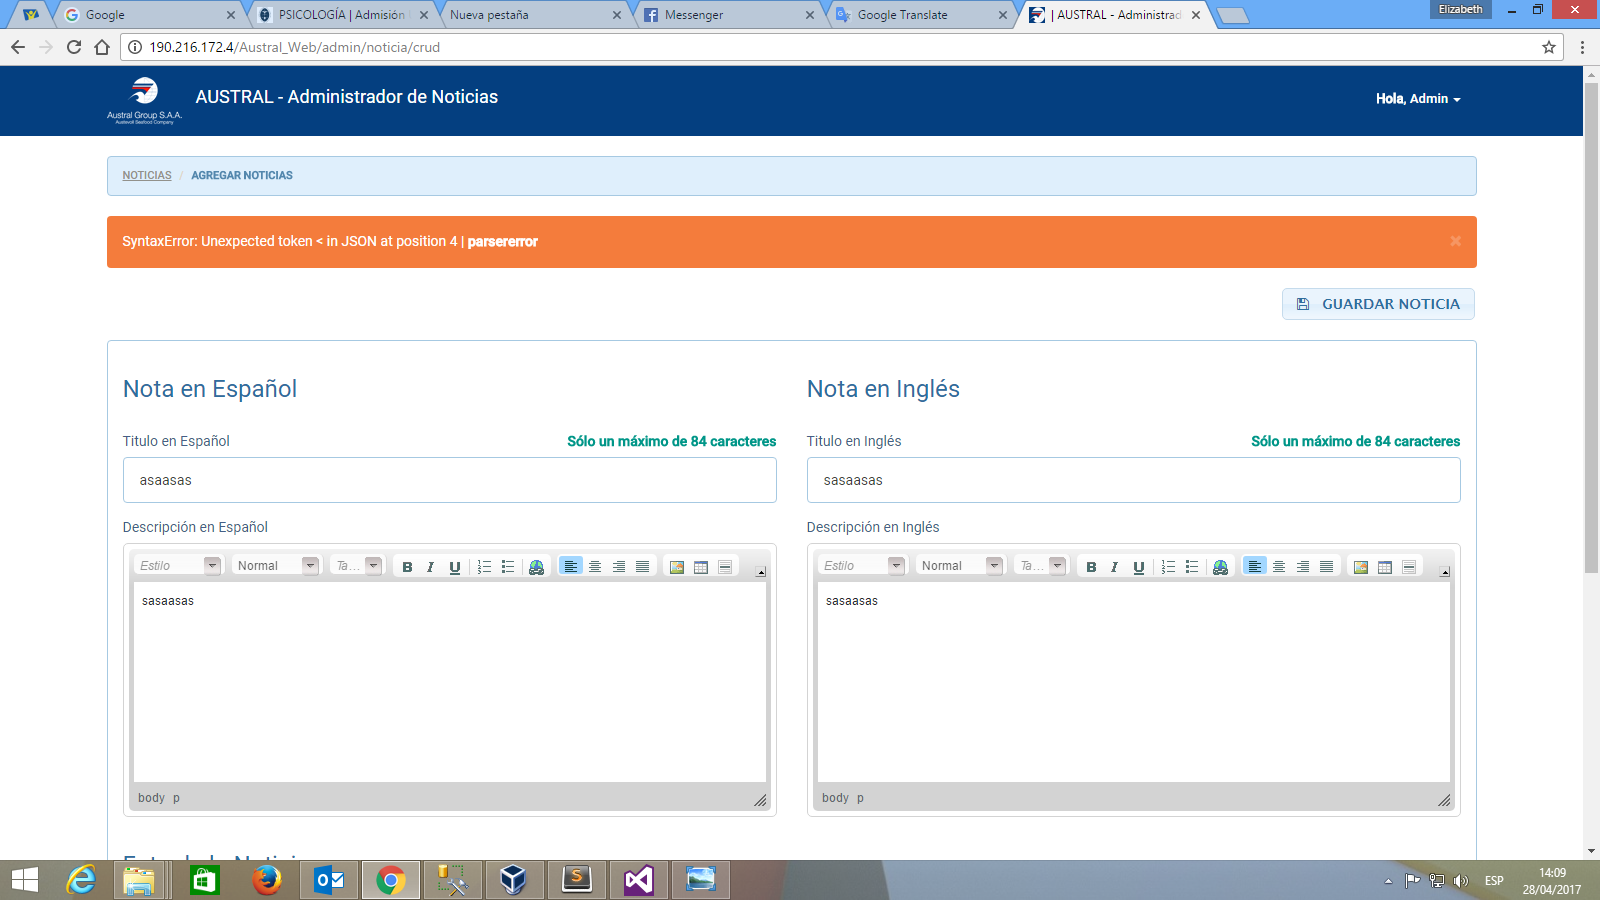 Google
PSICOLOGÍA | Admisión
Nueva pestaña
Messenger
Google Translate
| AUSTRAL - Administrad
Elizabeth
190.216.172.4/Austral_Web/admin/noticia/crud
Austral Group S.A.A.
Austevoll Seafood Company
AUSTRAL - Administrador de Noticias
Hola, Admin
NOTICIAS / AGREGAR NOTICIAS
SyntaxError: Unexpected token < in JSON at position 4 | parsererror
×
GUARDAR NOTICIA
Nota en Español
Nota en Inglés
Titulo en Español
Sólo un máximo de 84 caracteres
Titulo en Inglés
Sólo un máximo de 84 caracteres
asaasas
sasaasas
Descripción en Español
Descripción en Inglés
Estilo Normal Ta... B I U
Estilo Normal Ta... B I U
sasaasas
sasaasas
body p
body p
ESP
14:09
28/04/2017